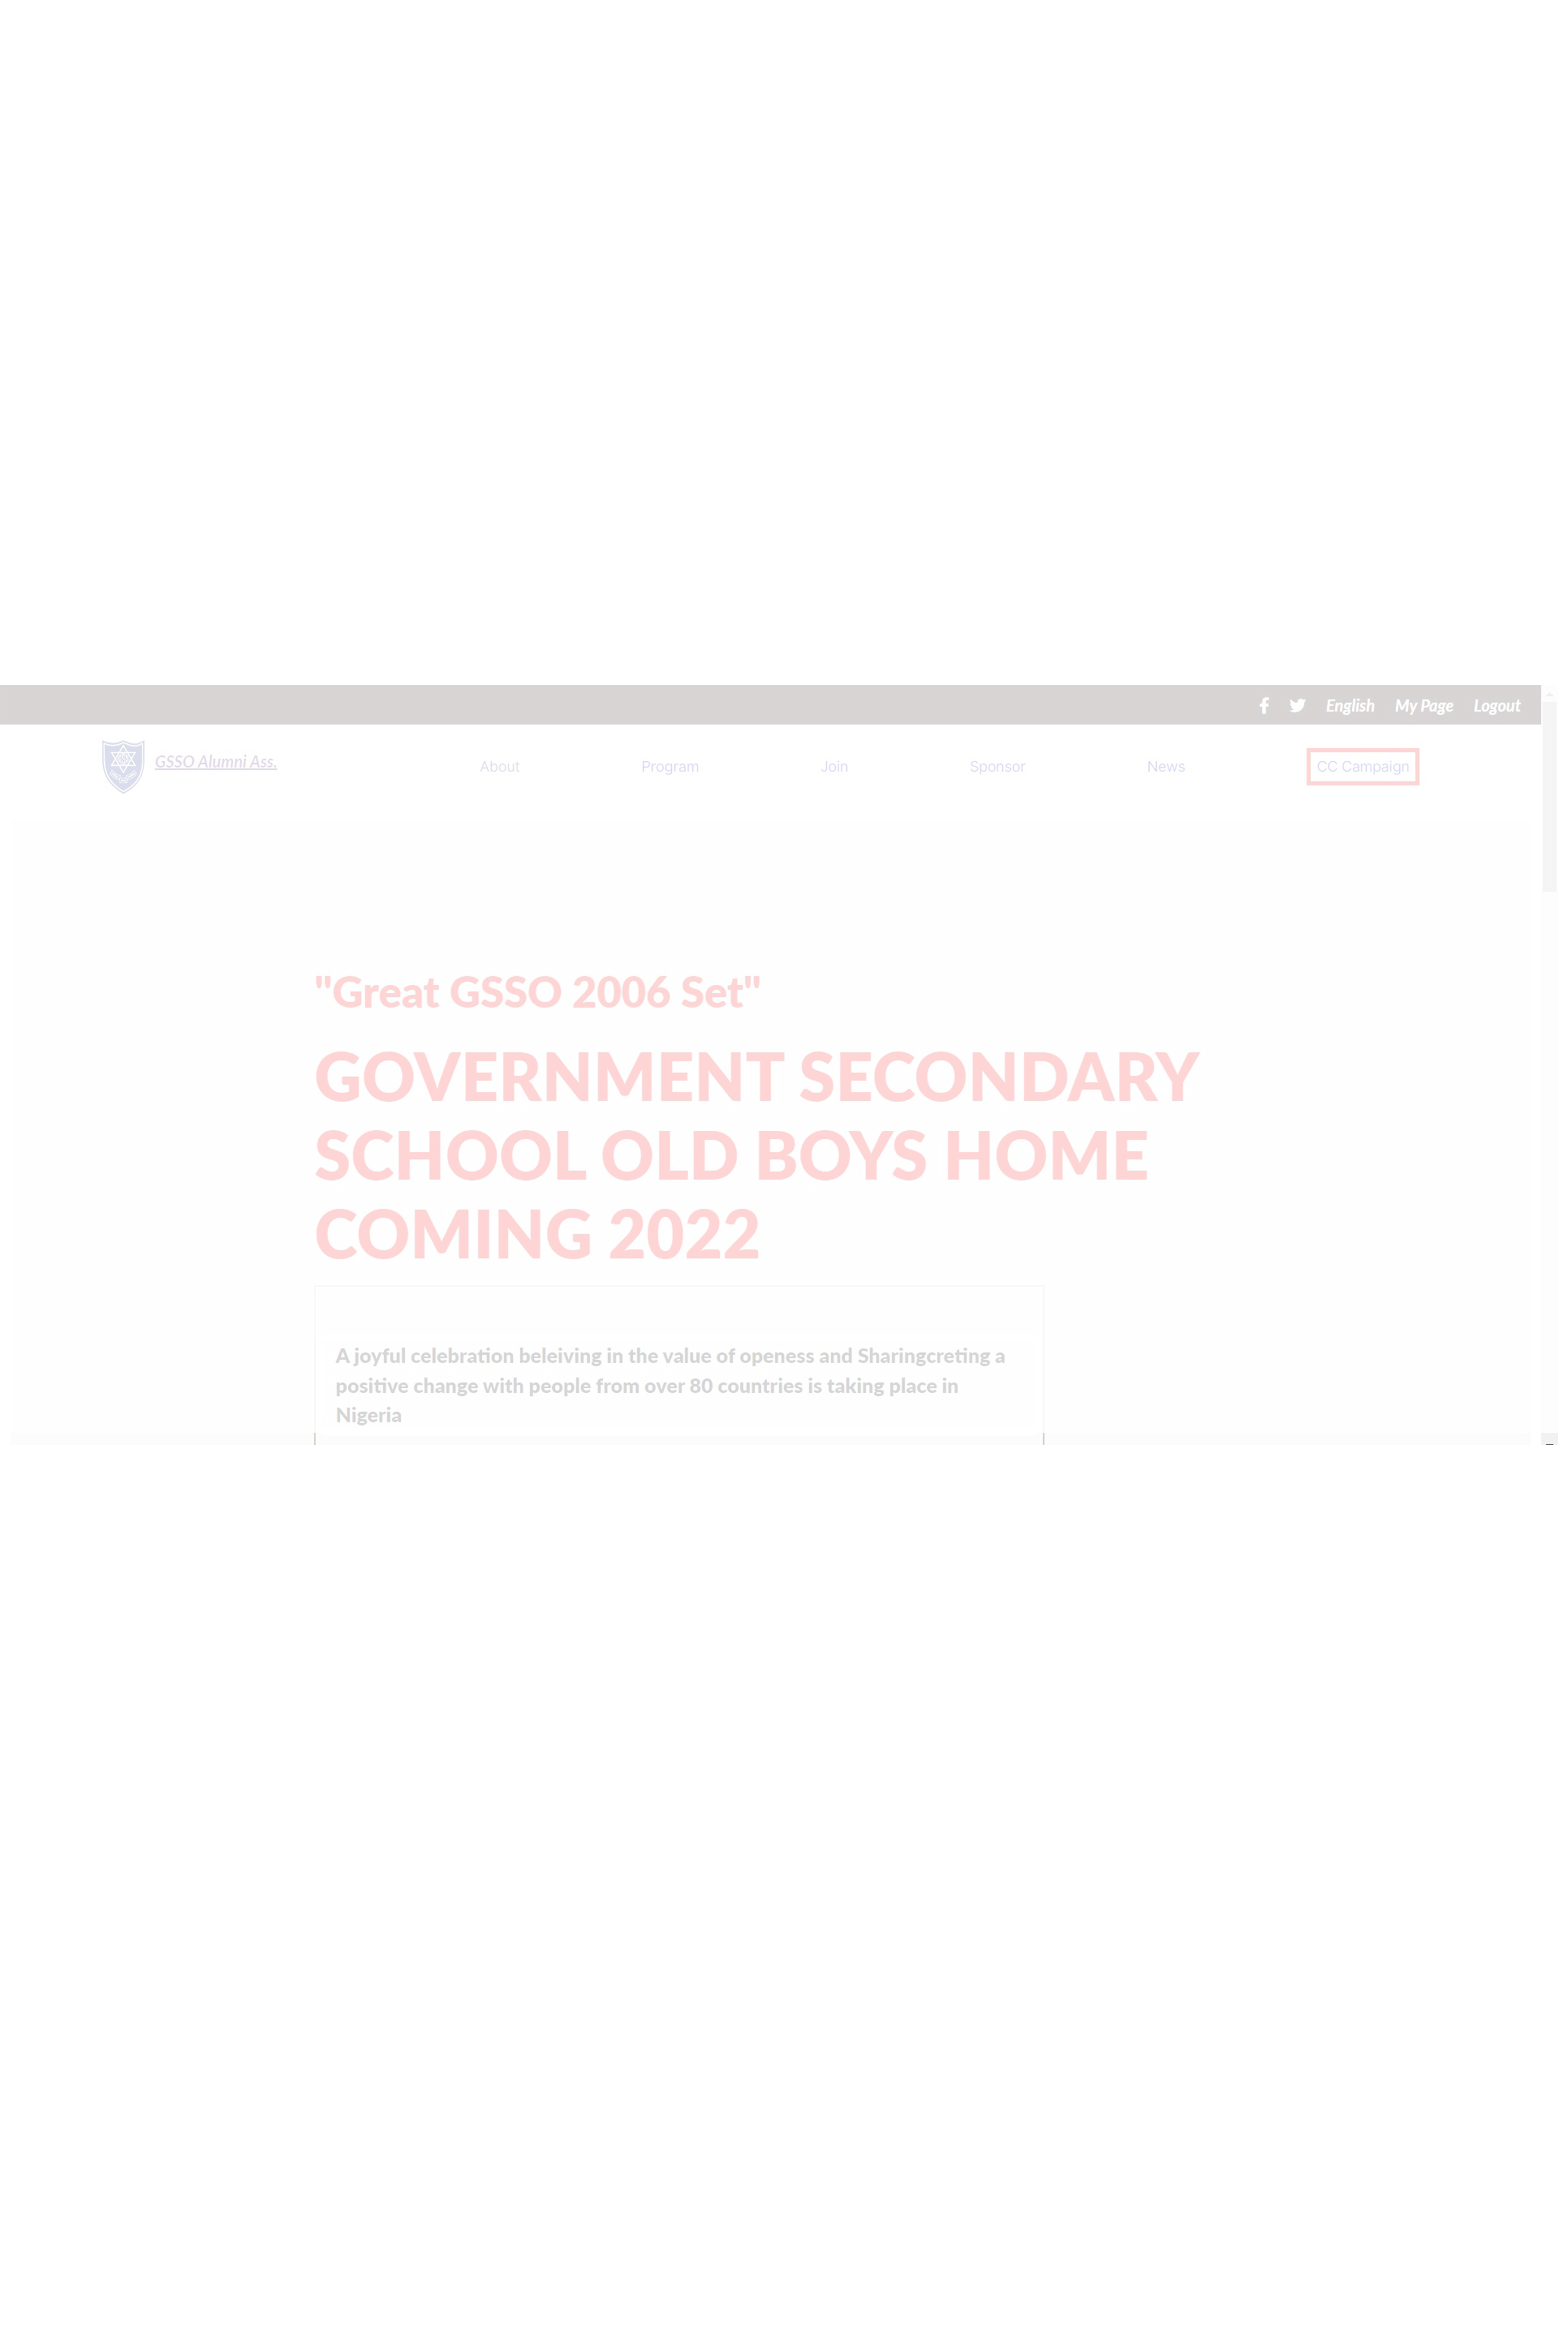 English My Page Logout
GSSO Alumni Ass. About Program Join Sponsor News CC Campaign
"Great GSSO 2006 Set"
GOVERNMENT SECONDARY
SCHOOL OLD BOYS HOME
COMING 2022
A joyful celebration beleiving in the value of openess and Sharingcreting a
positive change with people from over 80 countries is taking place in
Nigeria